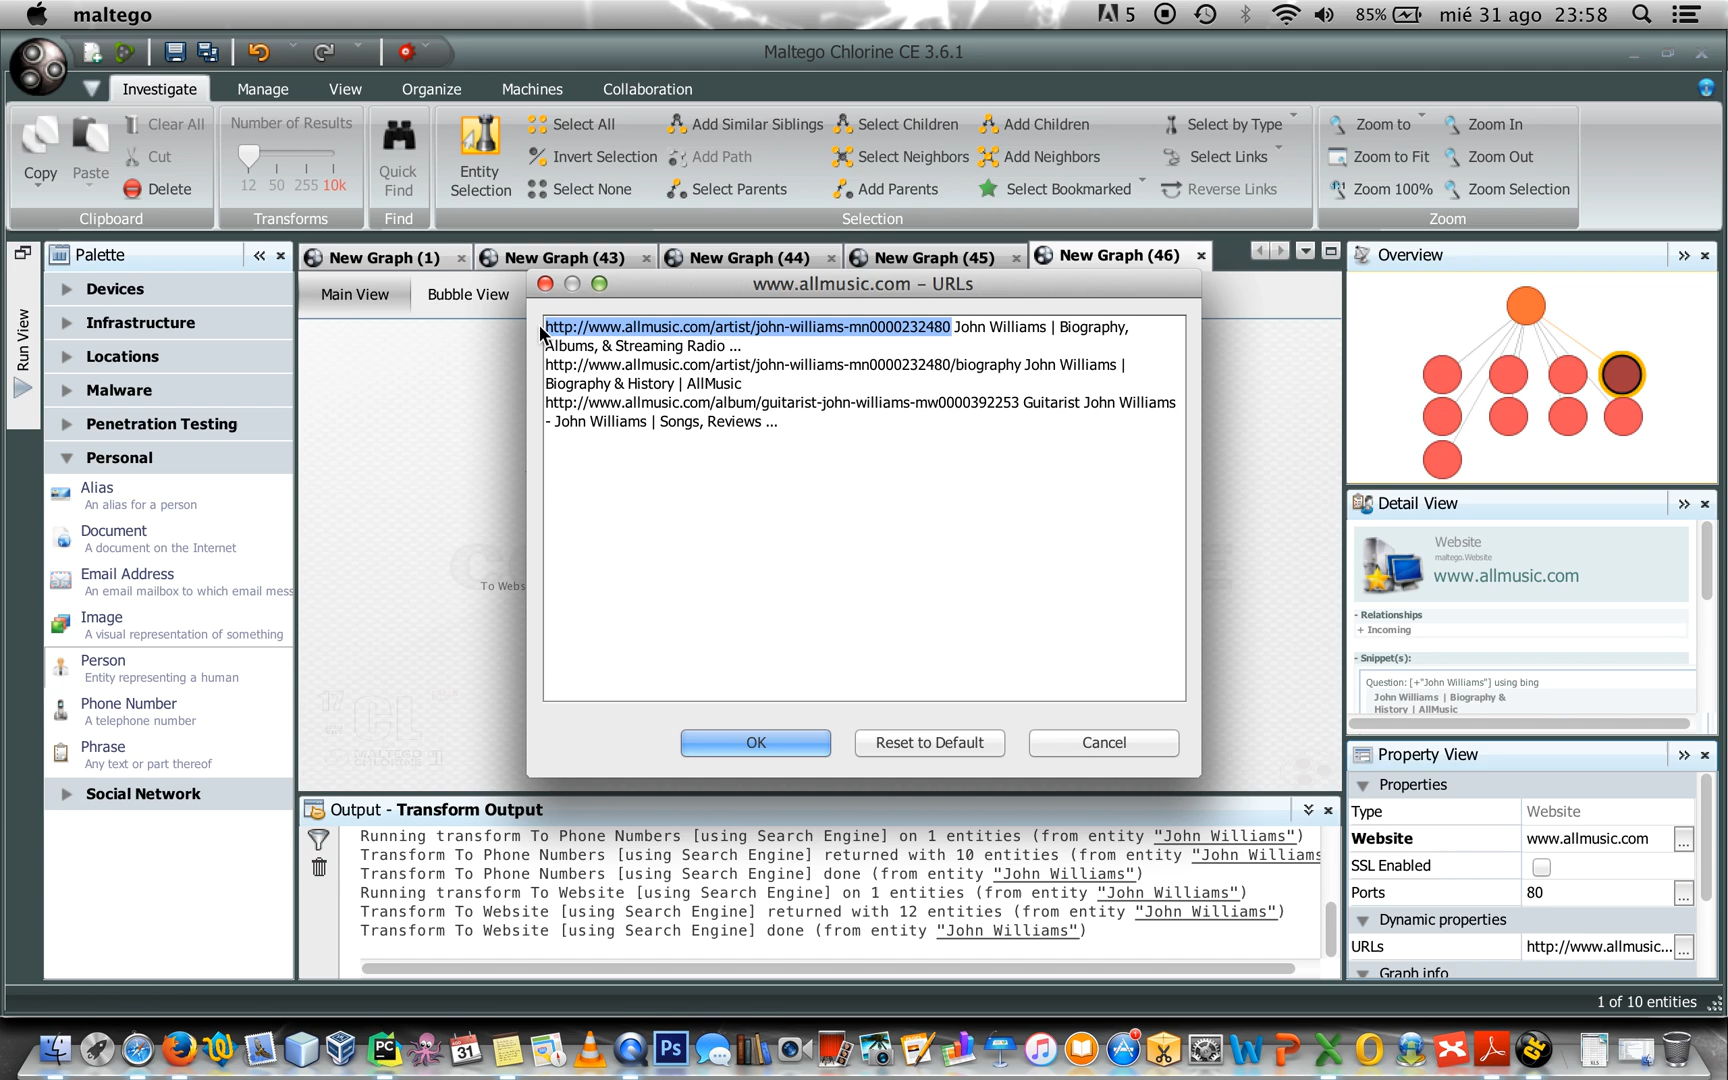 maltego
5
85%
mié 31 ago 23:58
Maltego Chlorine CE 3.6.1
Investigate
Manage
View
Organize
Machines
Collaboration
Copy
Paste
Clear All
Cut
Delete
Clipboard
Number of Results
12 50 255 10k
Transforms
Quick
Find
Find
Entity
Selection
Select All
Invert Selection
Select None
Add Similar Siblings
Add Path
Select Parents
Select Children
Select Neighbors
Add Parents
Add Children
Add Neighbors
Select Bookmarked
Select by Type
Select Links
Reverse Links
Selection
Zoom to
Zoom to Fit
Zoom 100%
Zoom In
Zoom Out
Zoom Selection
Zoom
Run View
Palette
Devices
Infrastructure
Locations
Malware
Penetration Testing
Personal
Alias
An alias for a person
Document
A document on the Internet
Email Address
An email mailbox to which email mess
Image
A visual representation of something
Person
Entity representing a human
Phone Number
A telephone number
Phrase
Any text or part thereof
Social Network
New Graph (1)
New Graph (43)
New Graph (44)
New Graph (45)
New Graph (46)
Main View
Bubble View
To Webs
www.allmusic.com – URLs
http://www.allmusic.com/artist/john-williams-mn0000232480 John Williams | Biography,
Albums, & Streaming Radio ...
http://www.allmusic.com/artist/john-williams-mn0000232480/biography John Williams |
Biography & History | AllMusic
http://www.allmusic.com/album/guitarist-john-williams-mw0000392253 Guitarist John Williams
- John Williams | Songs, Reviews ...
OK
Reset to Default
Cancel
Output - Transform Output
Running transform To Phone Numbers [using Search Engine] on 1 entities (from entity "John Williams")
Transform To Phone Numbers [using Search Engine] returned with 10 entities (from entity "John Williams
Transform To Phone Numbers [using Search Engine] done (from entity "John Williams")
Running transform To Website [using Search Engine] on 1 entities (from entity "John Williams")
Transform To Website [using Search Engine] returned with 12 entities (from entity "John Williams")
Transform To Website [using Search Engine] done (from entity "John Williams")
Overview
Detail View
Website
maltego.Website
www.allmusic.com
- Relationships
+ Incoming
- Snippet(s):
Question: [+"John Williams"] using bing
John Williams | Biography &
History | AllMusic
Property View
Properties
Type Website
Website www.allmusic.com ...
SSL Enabled
Ports 80 ...
Dynamic properties
URLs http://www.allmusic... ...
Graph info
1 of 10 entities
PC
31
Ps
CE